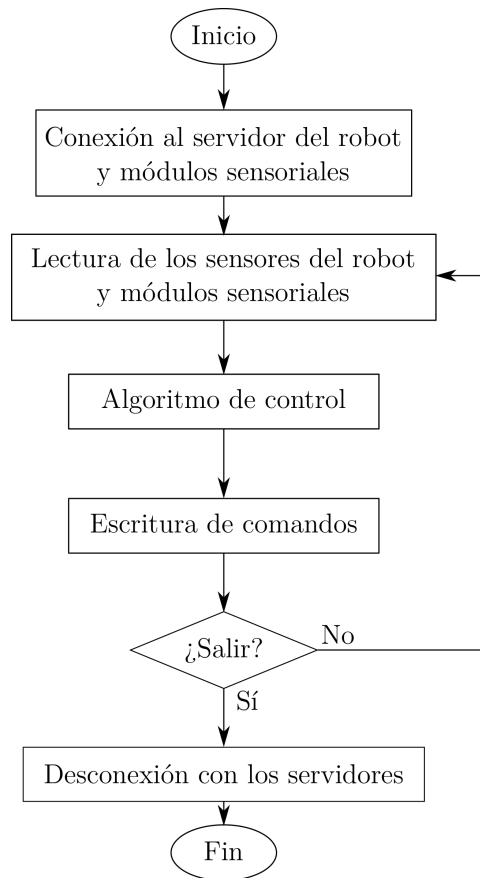 Inicio
Conexión al servidor del robot
y módulos sensoriales
Lectura de los sensores del robot
y módulos sensoriales
Algoritmo de control
Escritura de comandos
¿Salir?
No
Sí
Desconexión con los servidores
Fin